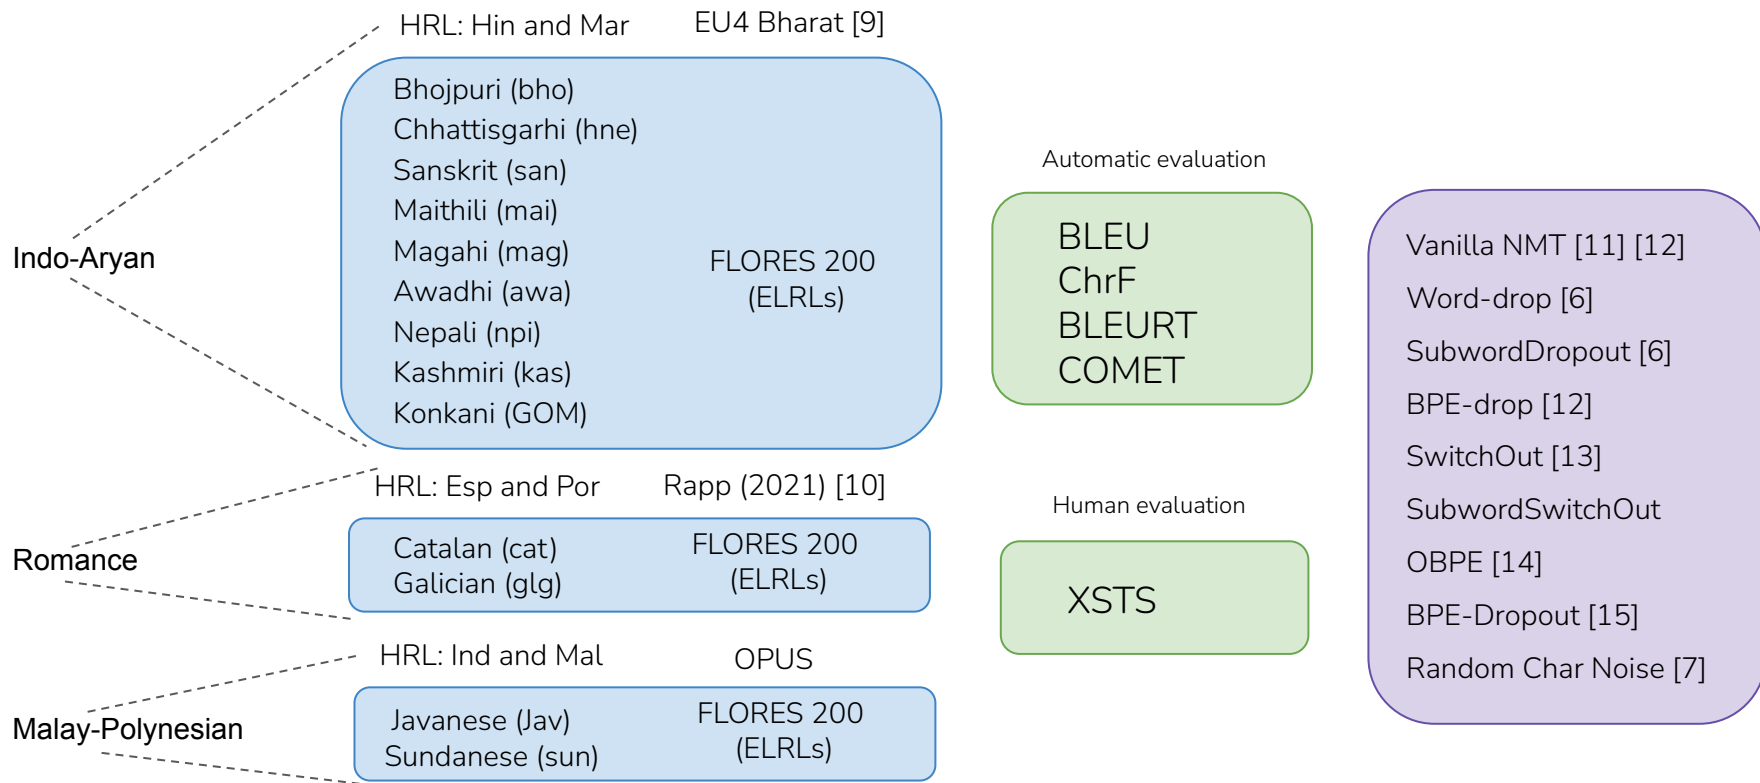 Indo-Aryan
HRL: Hin and Mar
EU4 Bharat [9]
Bhojpuri (bho)
Chhattisgarhi (hne)
Sanskrit (san)
Maithili (mai)
Magahi (mag)
Awadhi (awa)
Nepali (npi)
Kashmiri (kas)
Konkani (GOM)
FLORES 200
(ELRLs)
Romance
HRL: Esp and Por
Rapp (2021) [10]
Catalan (cat)
Galician (glg)
FLORES 200
(ELRLs)
Malay-Polynesian
HRL: Ind and Mal
OPUS
Javanese (Jav)
Sundanese (sun)
FLORES 200
(ELRLs)
Automatic evaluation
BLEU
ChrF
BLEURT
COMET
Human evaluation
XSTS
Vanilla NMT [11] [12]
Word-drop [6]
SubwordDropout [6]
BPE-drop [12]
SwitchOut [13]
SubwordSwitchOut
OBPE [14]
BPE-Dropout [15]
Random Char Noise [7]